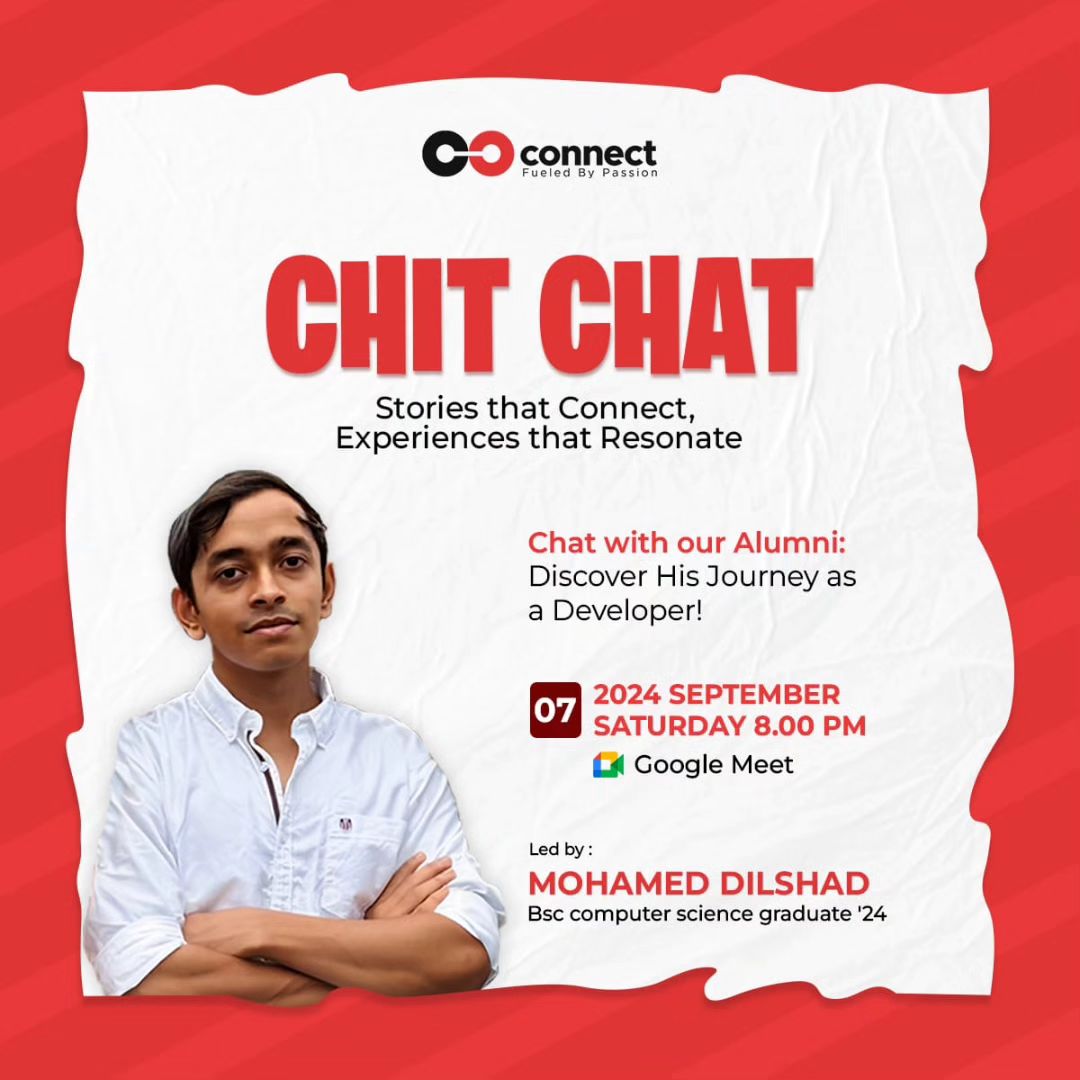 connect
Fueled By Passion
CHIT CHAT
Stories that Connect,
Experiences that Resonate
Chat with our Alumni:
Discover His Journey as
a Developer!
07
2024 SEPTEMBER
SATURDAY 8.00 PM
Google Meet
Led by :
MOHAMED DILSHAD
Bsc computer science graduate '24